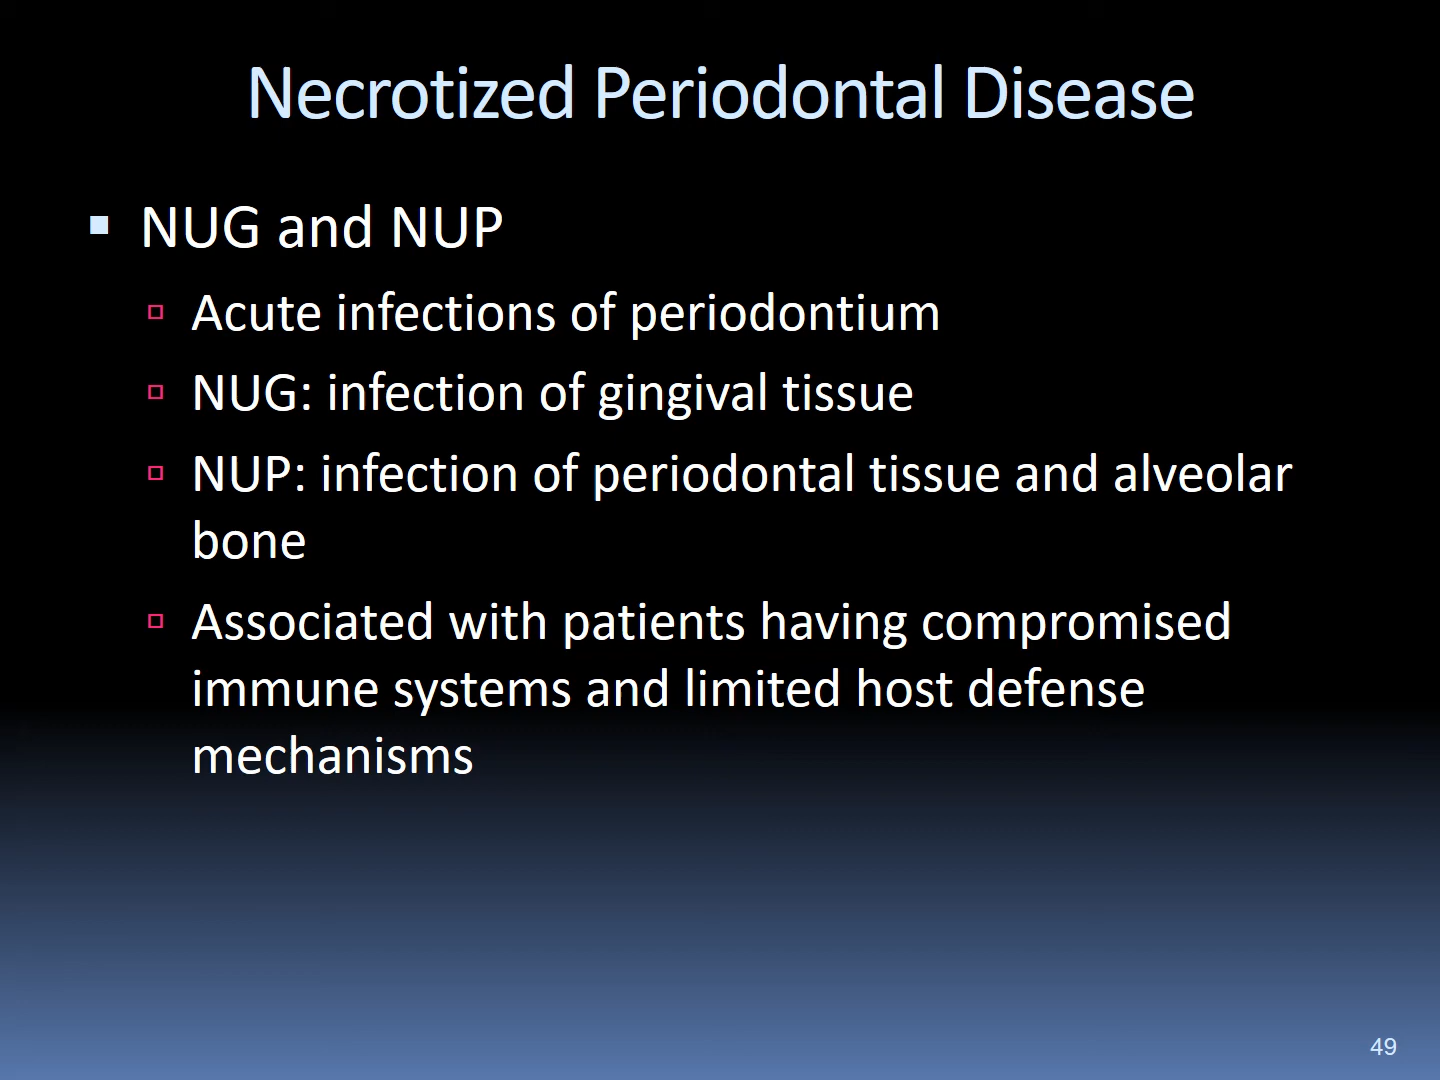 Necrotized Periodontal Disease
NUG and NUP
Acute infections of periodontium
NUG: infection of gingival tissue
NUP: infection of periodontal tissue and alveolar
bone
Associated with patients having compromised
immune systems and limited host defense
mechanisms
49